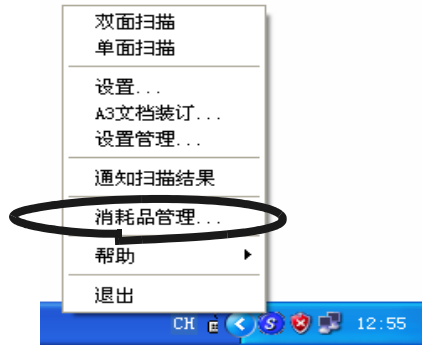 双面扫描
单面扫描
设置...
A3文档装订...
设置管理...
通知扫描结果
消耗品管理...
帮助
退出
CH
S
12:55